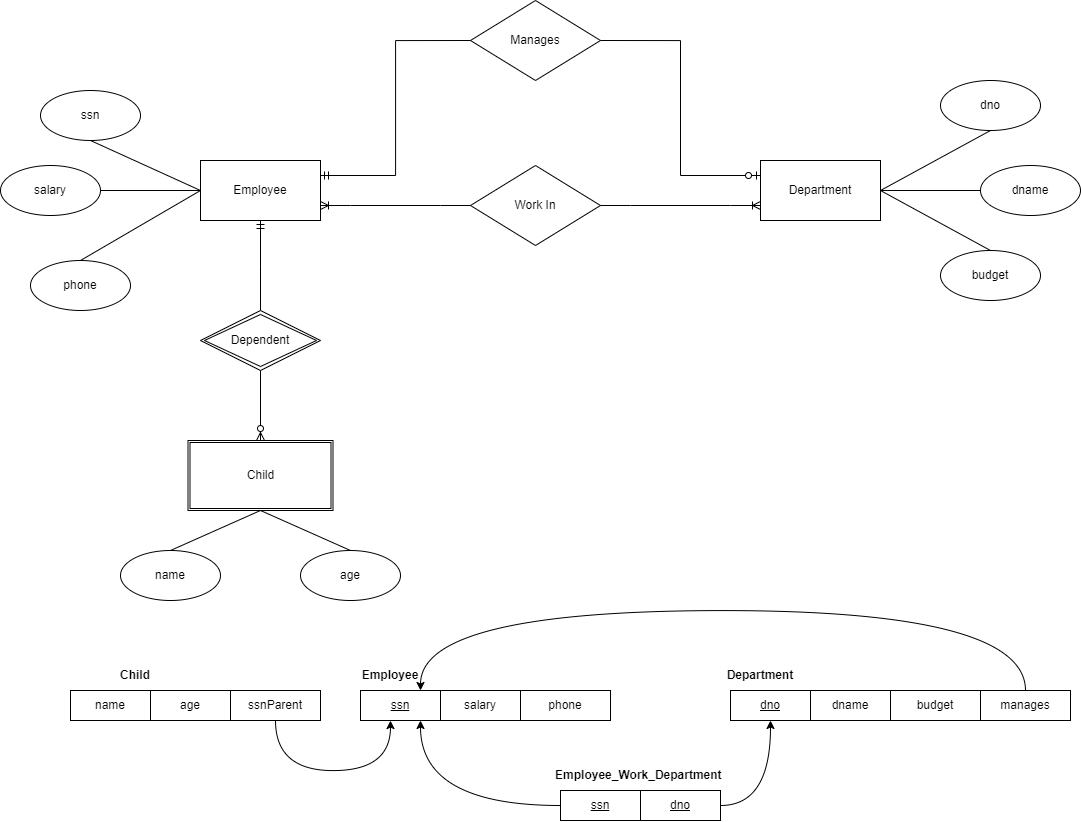 Manages
ssn
dno
salary
Employee
Work In
Department
dname
phone
budget
Dependent
Child
name
age
Child
Employee
Department
name age ssnParent
ssn salary phone
dno dname budget manages
Employee_Work_Department
ssn dno